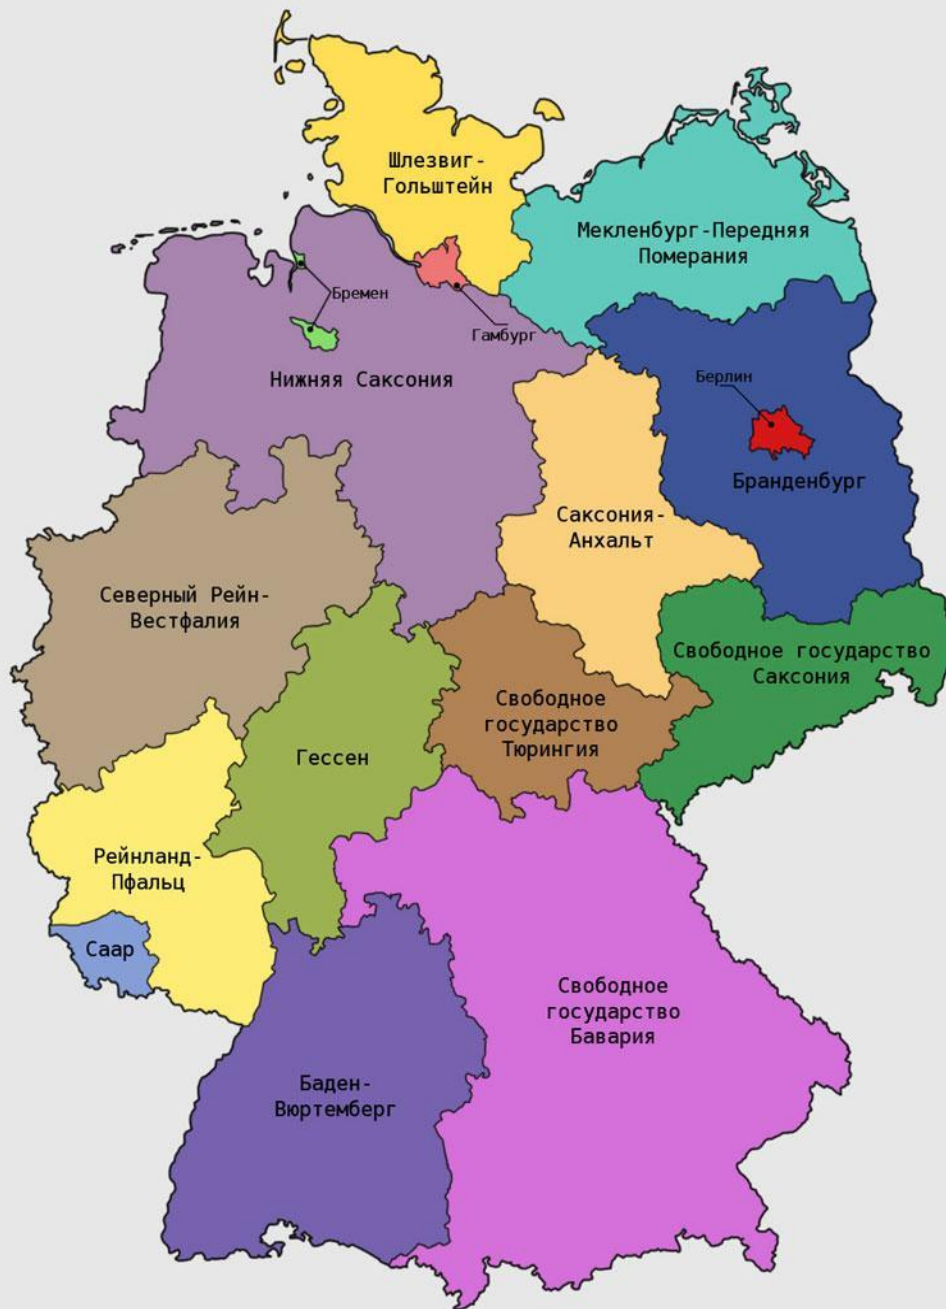 Шлезвиг-
Гольштейн
Мекленбург-Передняя
Померания
Бремен
Гамбург
Нижняя Саксония
Берлин
Бранденбург
Саксония-
Анхальт
Северный Рейн-
Вестфалия
Свободное государство
Саксония
Свободное
государство
Тюрингия
Гессен
Рейнланд-
Пфальц
Саар
Свободное
государство
Бавария
Баден-
Вюртемберг